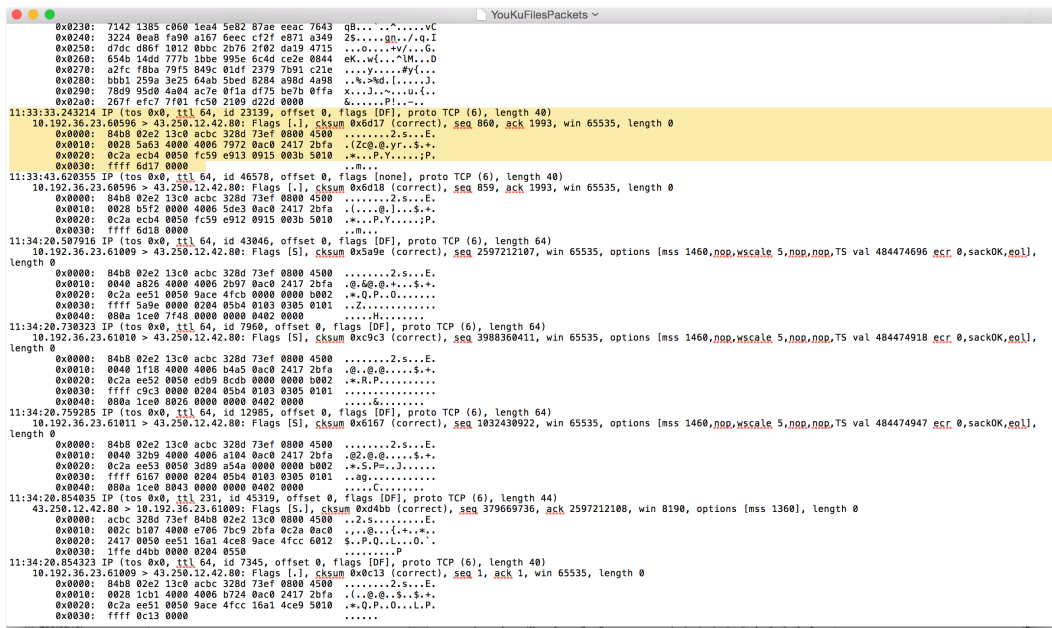 YouKuFilesPackets
0x0230: 7142 1385 c060 1ea4 5e82 87ae eeac 7643 qB...`..^.....vC
0x0240: 3224 0ea8 fa90 a167 6eec cf2f e871 a349 2$.....gn../.q.I
0x0250: d7dc d86f 1012 0bbc 2b76 2f02 da19 4715 ...o....+v/...G.
0x0260: 654b 14dd 777b 1bbe 995e 6c4d ce2e 0844 eK..w{...^lM...D
0x0270: a2fc f8ba 79f5 849c 01df 2379 7b91 c21e ....y.....#y{...
0x0280: bbb1 259a 3e25 64ab 5bed 8284 a98d 4a98 ..%.>%d.[.....J.
0x0290: 78d9 95d0 4a04 ac7e 0f1a df75 be7b 0ffa x...J..~...u.{..
0x02a0: 267f efc7 7f01 fc50 2109 d22d 0000 &......P!..-..
11:33:33.243214 IP (tos 0x0, ttl 64, id 23139, offset 0, flags [DF], proto TCP (6), length 40)
10.192.36.23.60596 > 43.250.12.42.80: Flags [.], cksum 0x6d17 (correct), seq 860, ack 1993, win 65535, length 0
0x0000: 84b8 02e2 13c0 acbc 328d 73ef 0800 4500 ........2.s...E.
0x0010: 0028 5a63 4000 4006 7972 0ac0 2417 2bfa .(Zc@.@.yr..$.+.
0x0020: 0c2a ecb4 0050 fc59 e913 0915 003b 5010 .*...P.Y.....;P.
0x0030: ffff 6d17 0000 ..m...
11:33:43.620355 IP (tos 0x0, ttl 64, id 46578, offset 0, flags [none], proto TCP (6), length 40)
10.192.36.23.60596 > 43.250.12.42.80: Flags [.], cksum 0x6d18 (correct), seq 859, ack 1993, win 65535, length 0
0x0000: 84b8 02e2 13c0 acbc 328d 73ef 0800 4500 ........2.s...E.
0x0010: 0028 b5f2 0000 4006 5de3 0ac0 2417 2bfa .(....@.]...$.+.
0x0020: 0c2a ecb4 0050 fc59 e912 0915 003b 5010 .*...P.Y.....;P.
0x0030: ffff 6d18 0000 ..m...
11:34:20.507916 IP (tos 0x0, ttl 64, id 43046, offset 0, flags [DF], proto TCP (6), length 64)
10.192.36.23.61009 > 43.250.12.42.80: Flags [S], cksum 0x5a9e (correct), seq 2597212107, win 65535, options [mss 1460,nop,wscale 5,nop,nop,TS val 484474696 ecr 0,sackOK,eol],
length 0
0x0000: 84b8 02e2 13c0 acbc 328d 73ef 0800 4500 ........2.s...E.
0x0010: 0040 a826 4000 4006 2b97 0ac0 2417 2bfa .@.&@.@.+...$.+.
0x0020: 0c2a ee51 0050 9ace 4fcb 0000 0000 b002 .*.Q.P..O.......
0x0030: ffff 5a9e 0000 0204 05b4 0103 0305 0101 ..Z.............
0x0040: 080a 1ce0 7f48 0000 0000 0402 0000 .....H........
11:34:20.730323 IP (tos 0x0, ttl 64, id 7960, offset 0, flags [DF], proto TCP (6), length 64)
10.192.36.23.61010 > 43.250.12.42.80: Flags [S], cksum 0xc9c3 (correct), seq 3988360411, win 65535, options [mss 1460,nop,wscale 5,nop,nop,TS val 484474918 ecr 0,sackOK,eol],
length 0
0x0000: 84b8 02e2 13c0 acbc 328d 73ef 0800 4500 ........2.s...E.
0x0010: 0040 1f18 4000 4006 b4a5 0ac0 2417 2bfa .@..@.@.....$.+.
0x0020: 0c2a ee52 0050 edb9 8cdb 0000 0000 b002 .*.R.P..........
0x0030: ffff c9c3 0000 0204 05b4 0103 0305 0101 ................
0x0040: 080a 1ce0 8026 0000 0000 0402 0000 .....&........
11:34:20.759285 IP (tos 0x0, ttl 64, id 12985, offset 0, flags [DF], proto TCP (6), length 64)
10.192.36.23.61011 > 43.250.12.42.80: Flags [S], cksum 0x6167 (correct), seq 1032430922, win 65535, options [mss 1460,nop,wscale 5,nop,nop,TS val 484474947 ecr 0,sackOK,eol],
length 0
0x0000: 84b8 02e2 13c0 acbc 328d 73ef 0800 4500 ........2.s...E.
0x0010: 0040 32b9 4000 4006 a104 0ac0 2417 2bfa .@2.@.@.....$.+.
0x0020: 0c2a ee53 0050 3d89 a54a 0000 0000 b002 .*.S.P=..J......
0x0030: ffff 6167 0000 0204 05b4 0103 0305 0101 ..ag............
0x0040: 080a 1ce0 8043 0000 0000 0402 0000 .....C........
11:34:20.854035 IP (tos 0x0, ttl 231, id 45319, offset 0, flags [DF], proto TCP (6), length 44)
43.250.12.42.80 > 10.192.36.23.61009: Flags [S.], cksum 0xd4bb (correct), seq 379669736, ack 2597212108, win 8190, options [mss 1360], length 0
0x0000: acbc 328d 73ef 84b8 02e2 13c0 0800 4500 ..2.s.........E.
0x0010: 002c b107 4000 e706 7bc9 2bfa 0c2a 0ac0 .,..@...{.+..*..
0x0020: 2417 0050 ee51 16a1 4ce8 9ace 4fcc 6012 $..P.Q..L...O.`.
0x0030: 1ffe d4bb 0000 0204 0550 .........P
11:34:20.854323 IP (tos 0x0, ttl 64, id 7345, offset 0, flags [DF], proto TCP (6), length 40)
10.192.36.23.61009 > 43.250.12.42.80: Flags [.], cksum 0x0c13 (correct), seq 1, ack 1, win 65535, length 0
0x0000: 84b8 02e2 13c0 acbc 328d 73ef 0800 4500 ........2.s...E.
0x0010: 0028 1cb1 4000 4006 b724 0ac0 2417 2bfa .(..@.@..$..$.+.
0x0020: 0c2a ee51 0050 9ace 4fcc 16a1 4ce9 5010 .*.Q.P..O...L.P.
0x0030: ffff 0c13 0000 ......